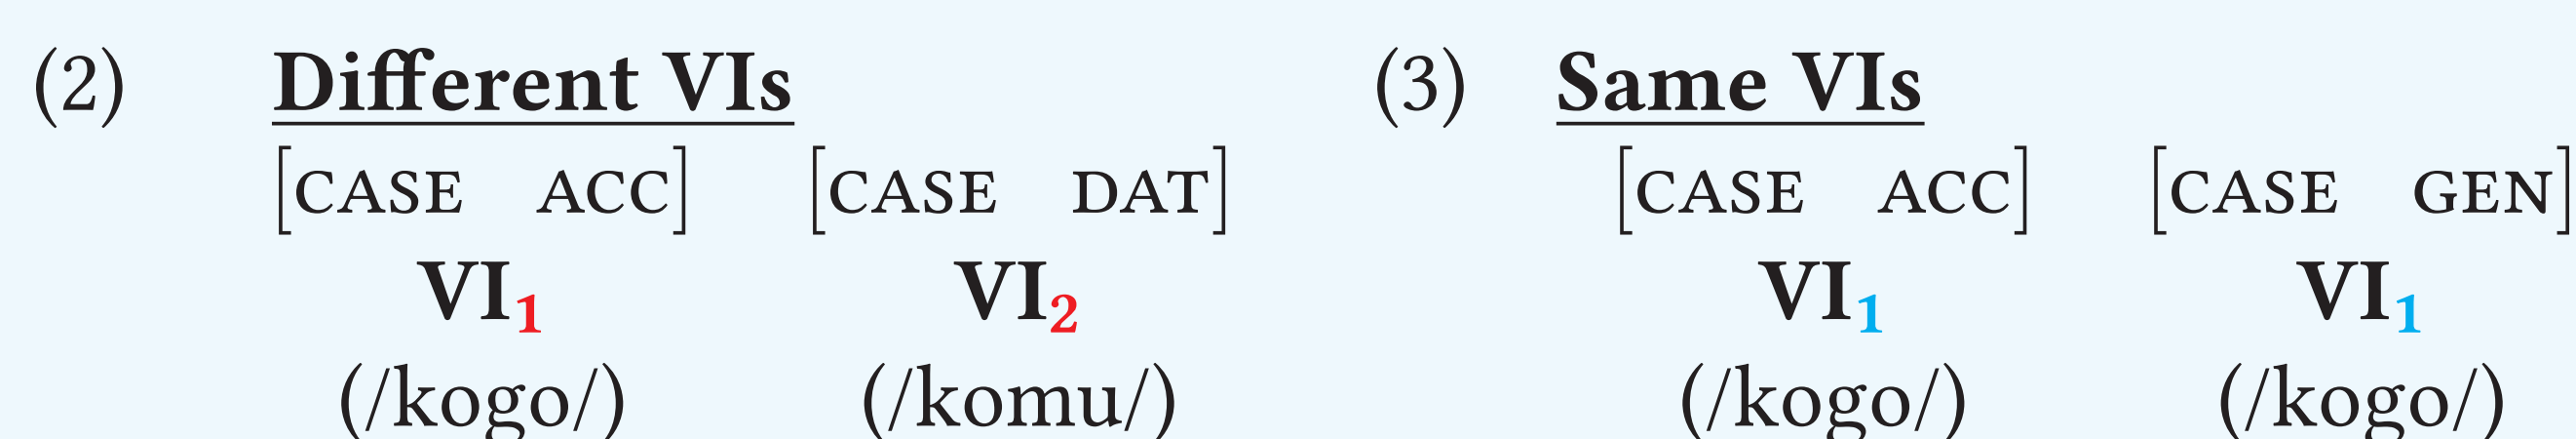 (2) Different VIs (3) Same VIs
[CASE ACC] [CASE DAT] [CASE ACC] [CASE GEN]
VI1 VI2 VI1 VI1
(/kogo/) (/komu/) (/kogo/) (/kogo/)